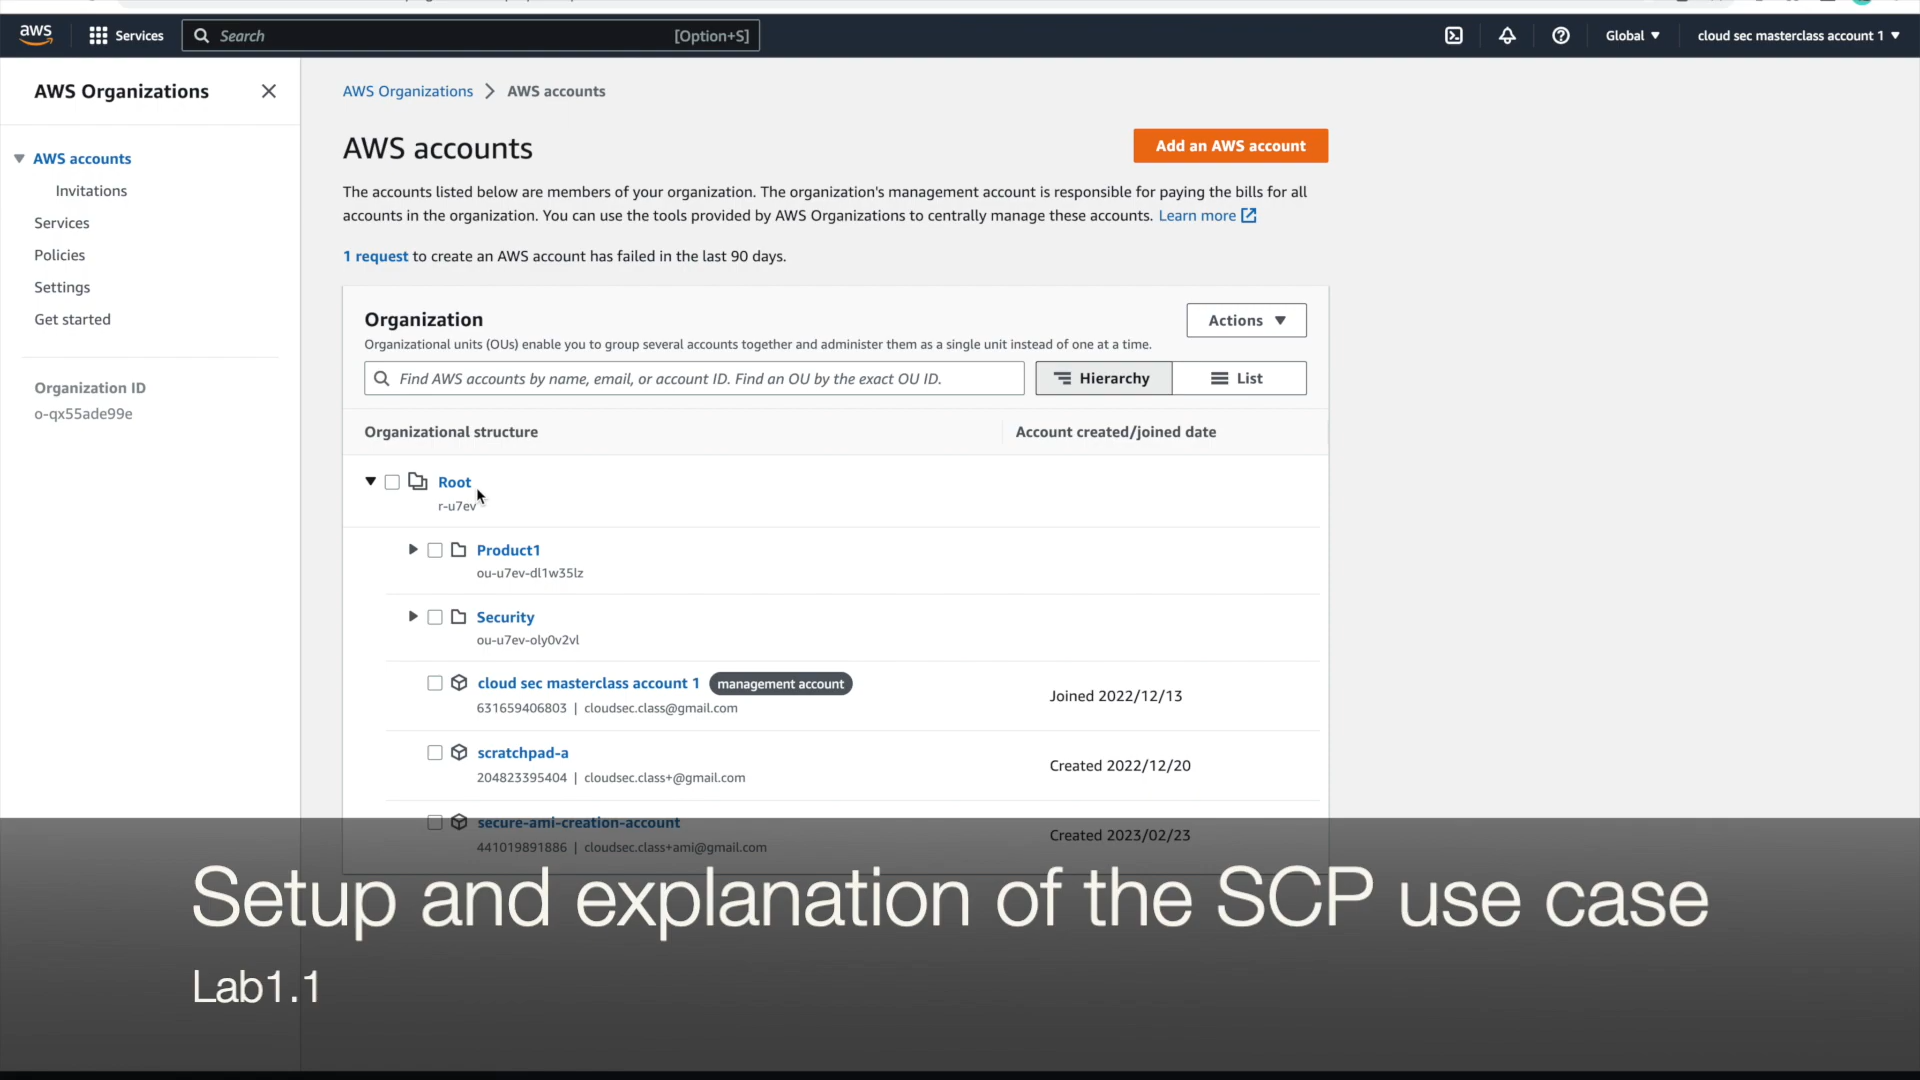 aws
Services
Search
[Option+S]
Global
cloud sec masterclass account 1
AWS Organizations
AWS accounts
Invitations
Services
Policies
Settings
Get started
Organization ID
o-qx55ade99e
AWS Organizations > AWS accounts
AWS accounts
Add an AWS account
The accounts listed below are members of your organization. The organization's management account is responsible for paying the bills for all
accounts in the organization. You can use the tools provided by AWS Organizations to centrally manage these accounts. Learn more
1 request to create an AWS account has failed in the last 90 days.
Organization
Actions
Organizational units (OUs) enable you to group several accounts together and administer them as a single unit instead of one at a time.
Find AWS accounts by name, email, or account ID. Find an OU by the exact OU ID.
Hierarchy
List
Organizational structure
Account created/joined date
Root
r-u7ev
Product1
ou-u7ev-dl1w35lz
Security
ou-u7ev-oly0v2vl
cloud sec masterclass account 1 management account
631659406803 | cloudsec.class@gmail.com
Joined 2022/12/13
scratchpad-a
204823395404 | cloudsec.class+@gmail.com
Created 2022/12/20
secure-ami-creation-account
441019891886 | cloudsec.class+ami@gmail.com
Created 2023/02/23
Setup and explanation of the SCP use case
Lab1.1